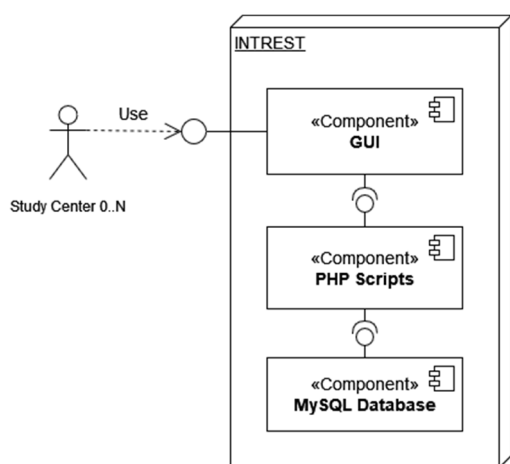 INTREST
Use
Study Center 0..N
«Component»
GUI
«Component»
PHP Scripts
«Component»
MySQL Database